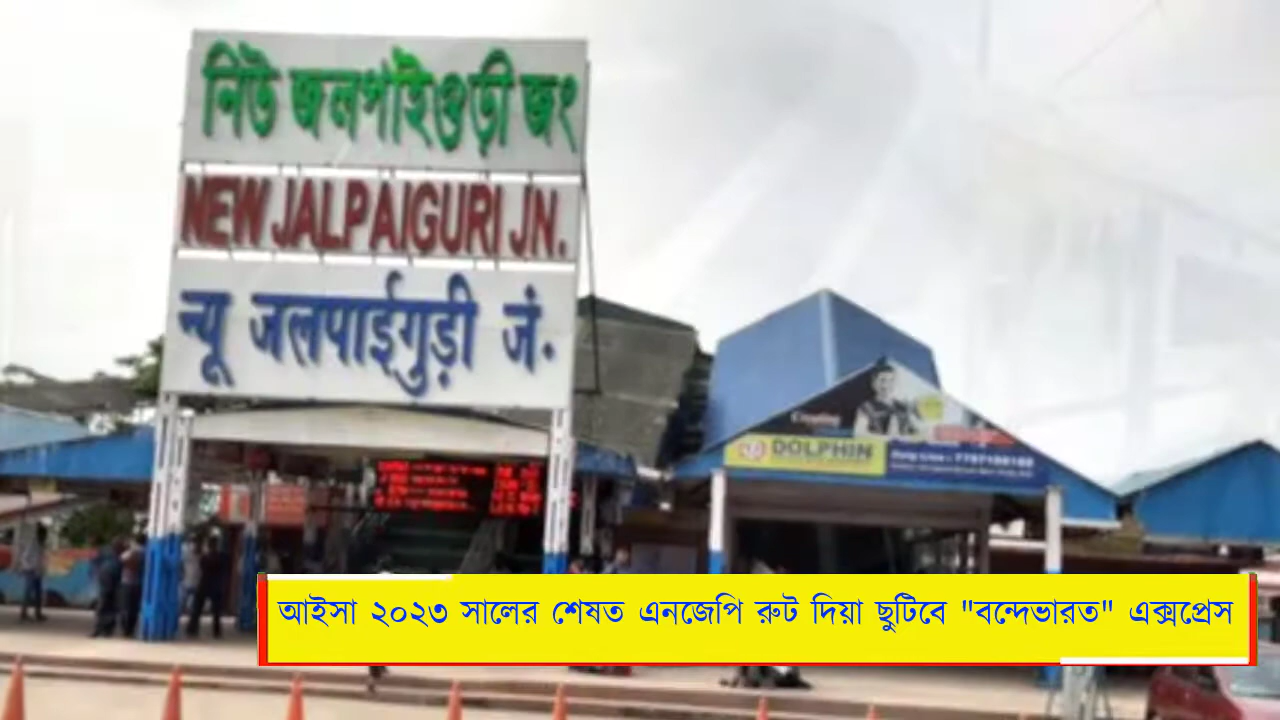 নিউ জলপাইগুড়ী জং
NEW JALPAIGURI JN.
न्यू जलपाईगुड़ी जं.
DOLPHIN
আইসা ২০২৩ সালের শেষত এনজেপি রুট দিয়া ছুটিবে "বন্দেভারত" এক্সপ্রেস